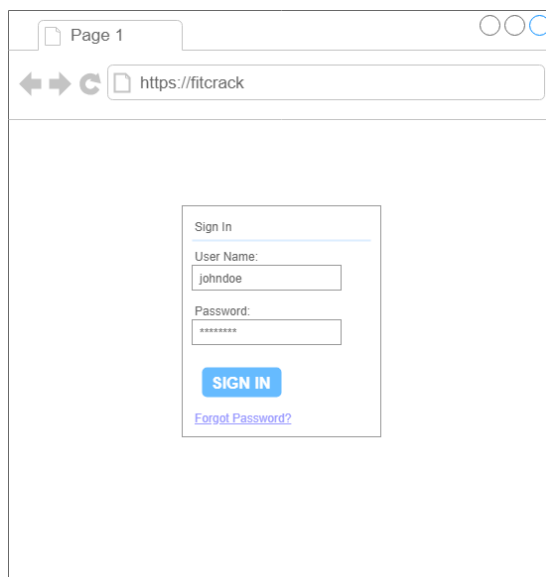 Page 1
https://fitcrack
Sign In
User Name:
johndoe
Password:
********
SIGN IN
Forgot Password?